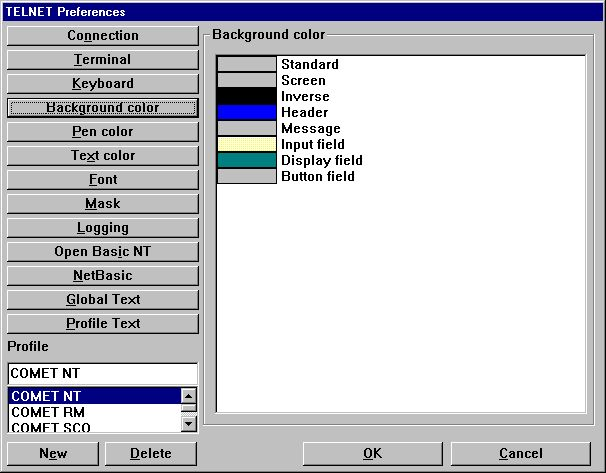 TELNET Preferences
Connection
Terminal
Keyboard
Background color
Pen color
Text color
Font
Mask
Logging
Open Basic NT
NetBasic
Global Text
Profile Text
Profile
COMET NT
COMET NT
COMET RM
COMET SCO
New
Delete
Background color
Standard
Screen
Inverse
Header
Message
Input field
Display field
Button field
OK
Cancel